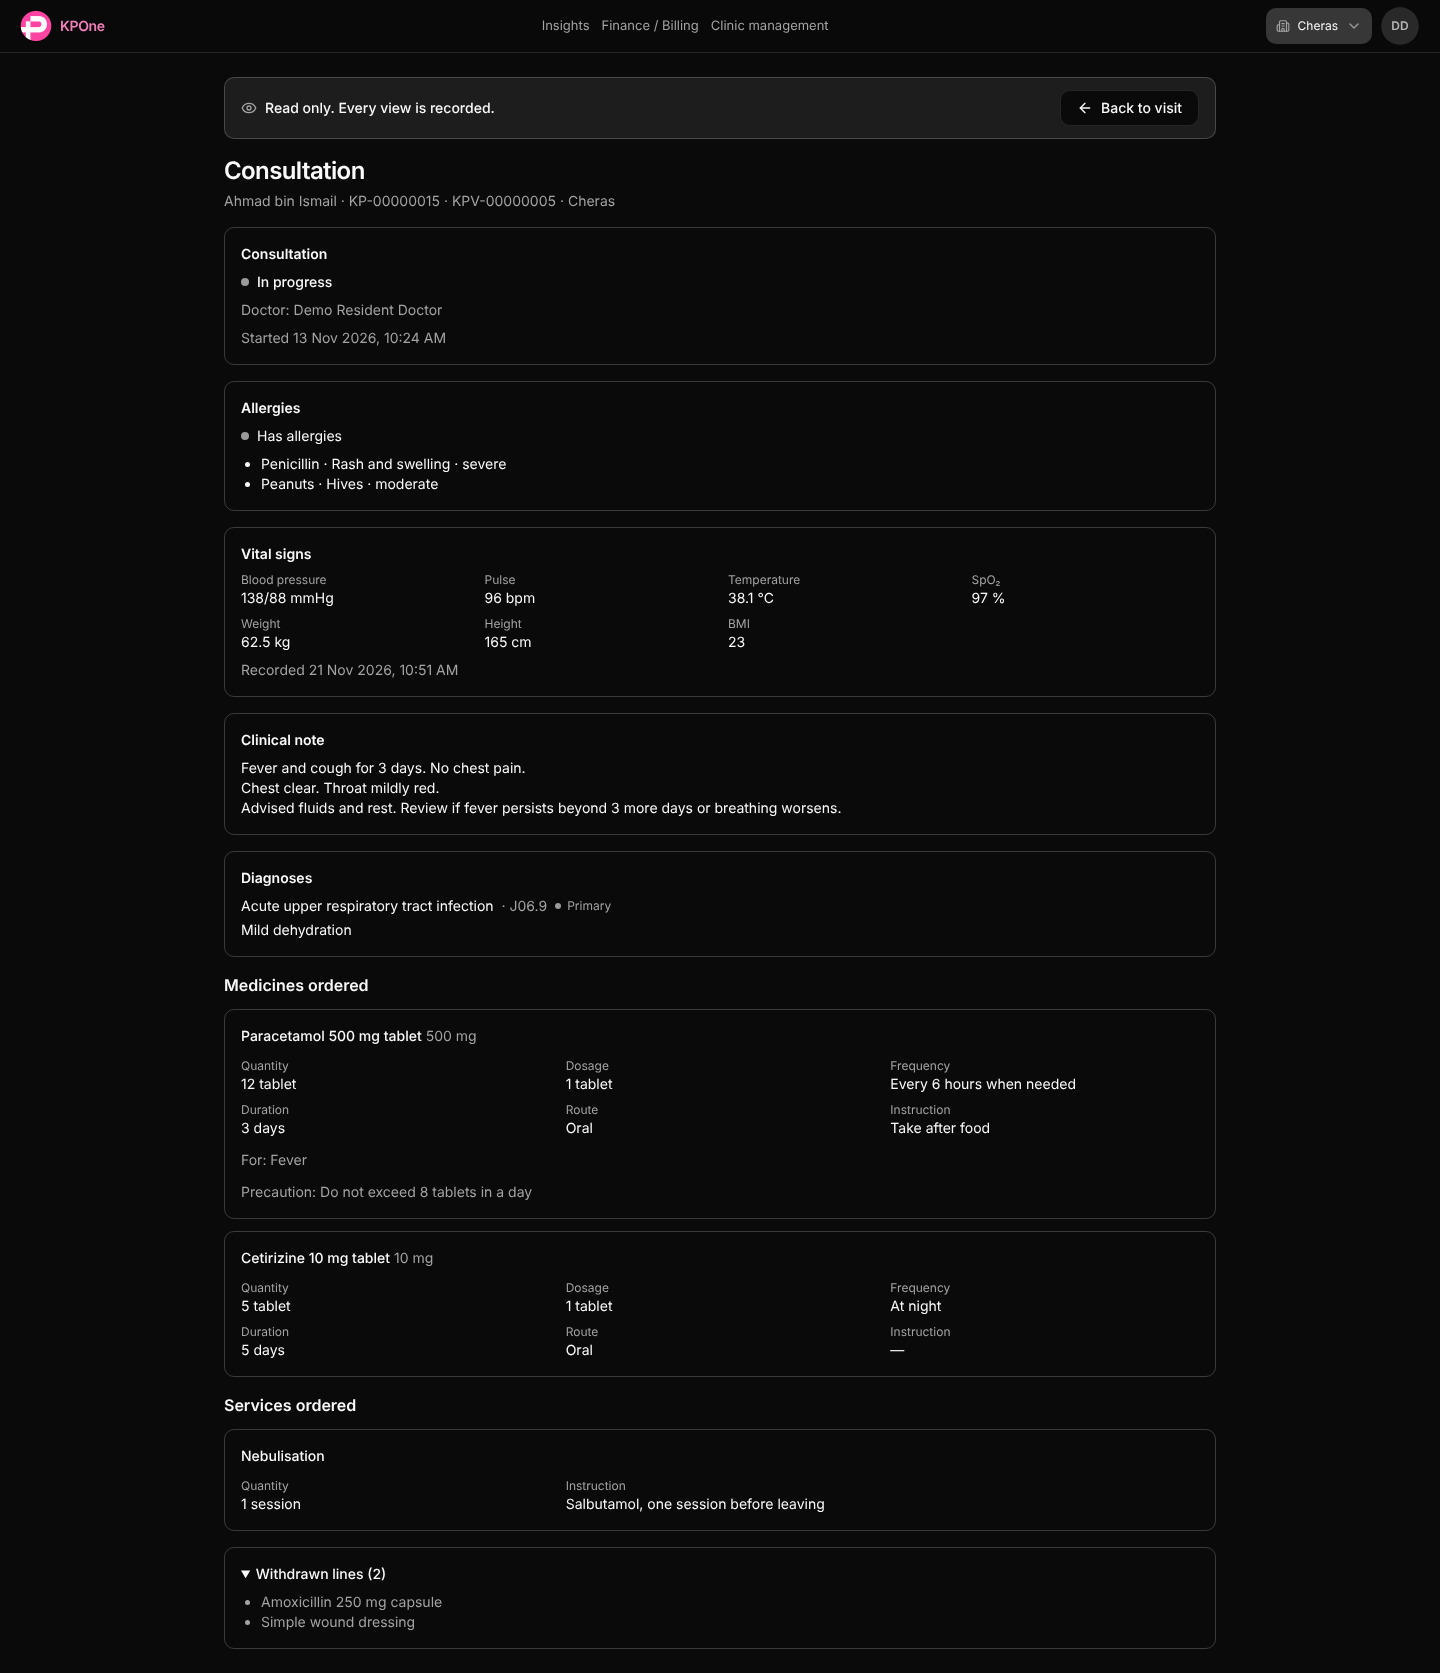 KPOne
Insights Finance / Billing Clinic management
Cheras
DD
Read only. Every view is recorded.
Back to visit
Consultation
Ahmad bin Ismail · KP-00000015 · KPV-00000005 · Cheras
Consultation
In progress
Doctor: Demo Resident Doctor
Started 13 Nov 2026, 10:24 AM
Allergies
Has allergies
Penicillin · Rash and swelling · severe
Peanuts · Hives · moderate
Vital signs
Blood pressure Pulse Temperature SpO₂
138/88 mmHg 96 bpm 38.1 °C 97 %
Weight Height BMI
62.5 kg 165 cm 23
Recorded 21 Nov 2026, 10:51 AM
Clinical note
Fever and cough for 3 days. No chest pain.
Chest clear. Throat mildly red.
Advised fluids and rest. Review if fever persists beyond 3 more days or breathing worsens.
Diagnoses
Acute upper respiratory tract infection · J06.9 Primary
Mild dehydration
Medicines ordered
Paracetamol 500 mg tablet 500 mg
Quantity Dosage Frequency
12 tablet 1 tablet Every 6 hours when needed
Duration Route Instruction
3 days Oral Take after food
For: Fever
Precaution: Do not exceed 8 tablets in a day
Cetirizine 10 mg tablet 10 mg
Quantity Dosage Frequency
5 tablet 1 tablet At night
Duration Route Instruction
5 days Oral —
Services ordered
Nebulisation
Quantity Instruction
1 session Salbutamol, one session before leaving
Withdrawn lines (2)
Amoxicillin 250 mg capsule
Simple wound dressing